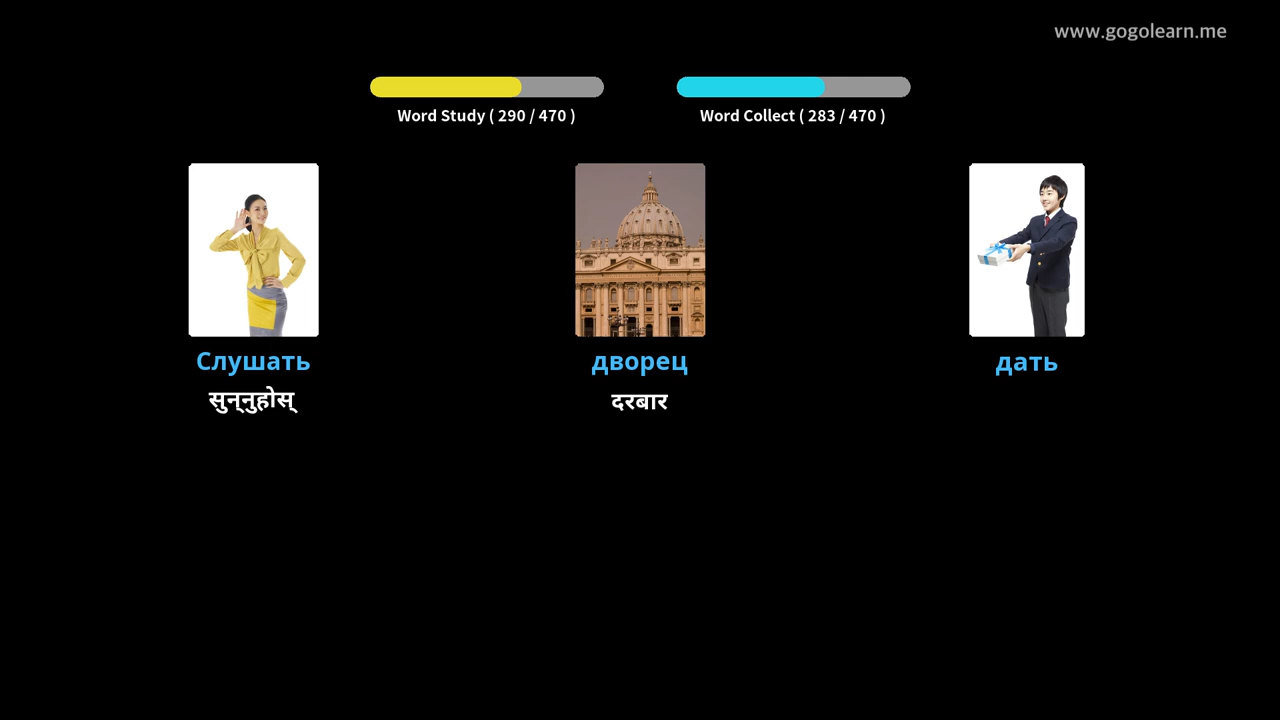 www.gogolearn.me
Word Study ( 290 / 470 )
Word Collect ( 283 / 470 )
Слушать
дворец
дать
सुन्नुहोस्
दरबार